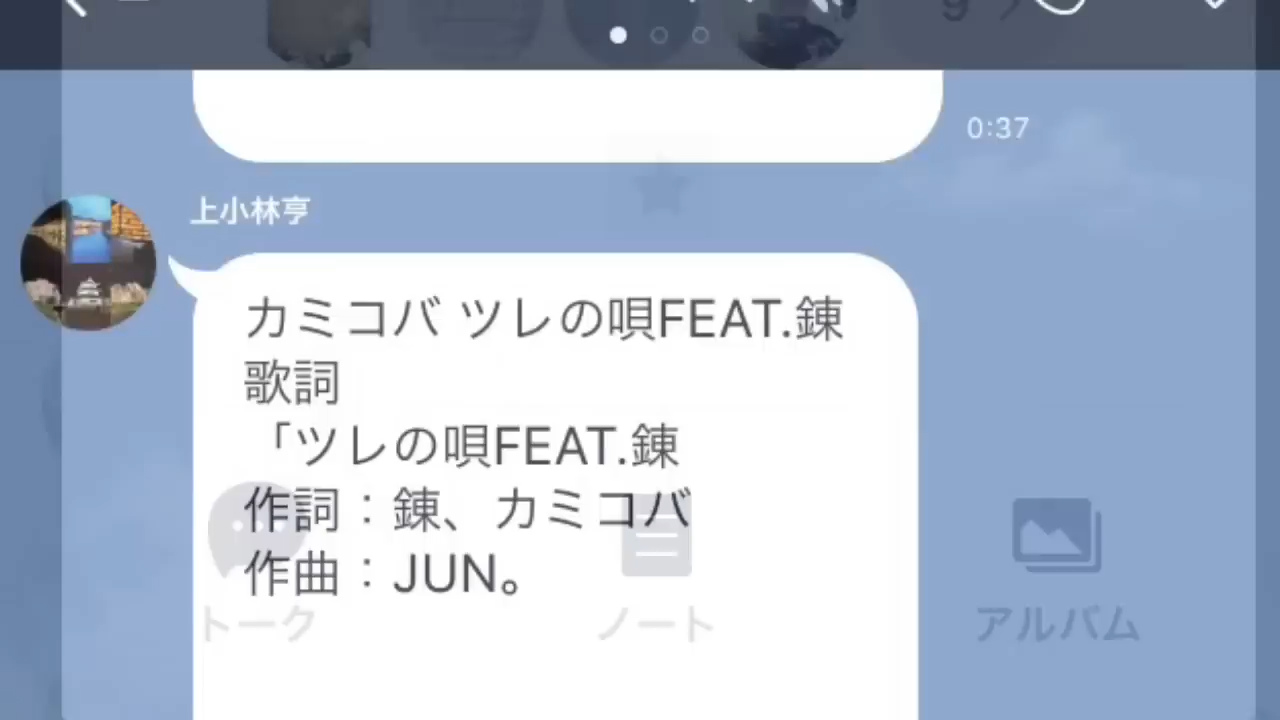 0:37
上小林亨
カミコバ ツレの唄FEAT.錬
歌詞
「ツレの唄FEAT.錬
作詞：錬、カミコバ
作曲：JUN。
トーク
ノート
アルバム